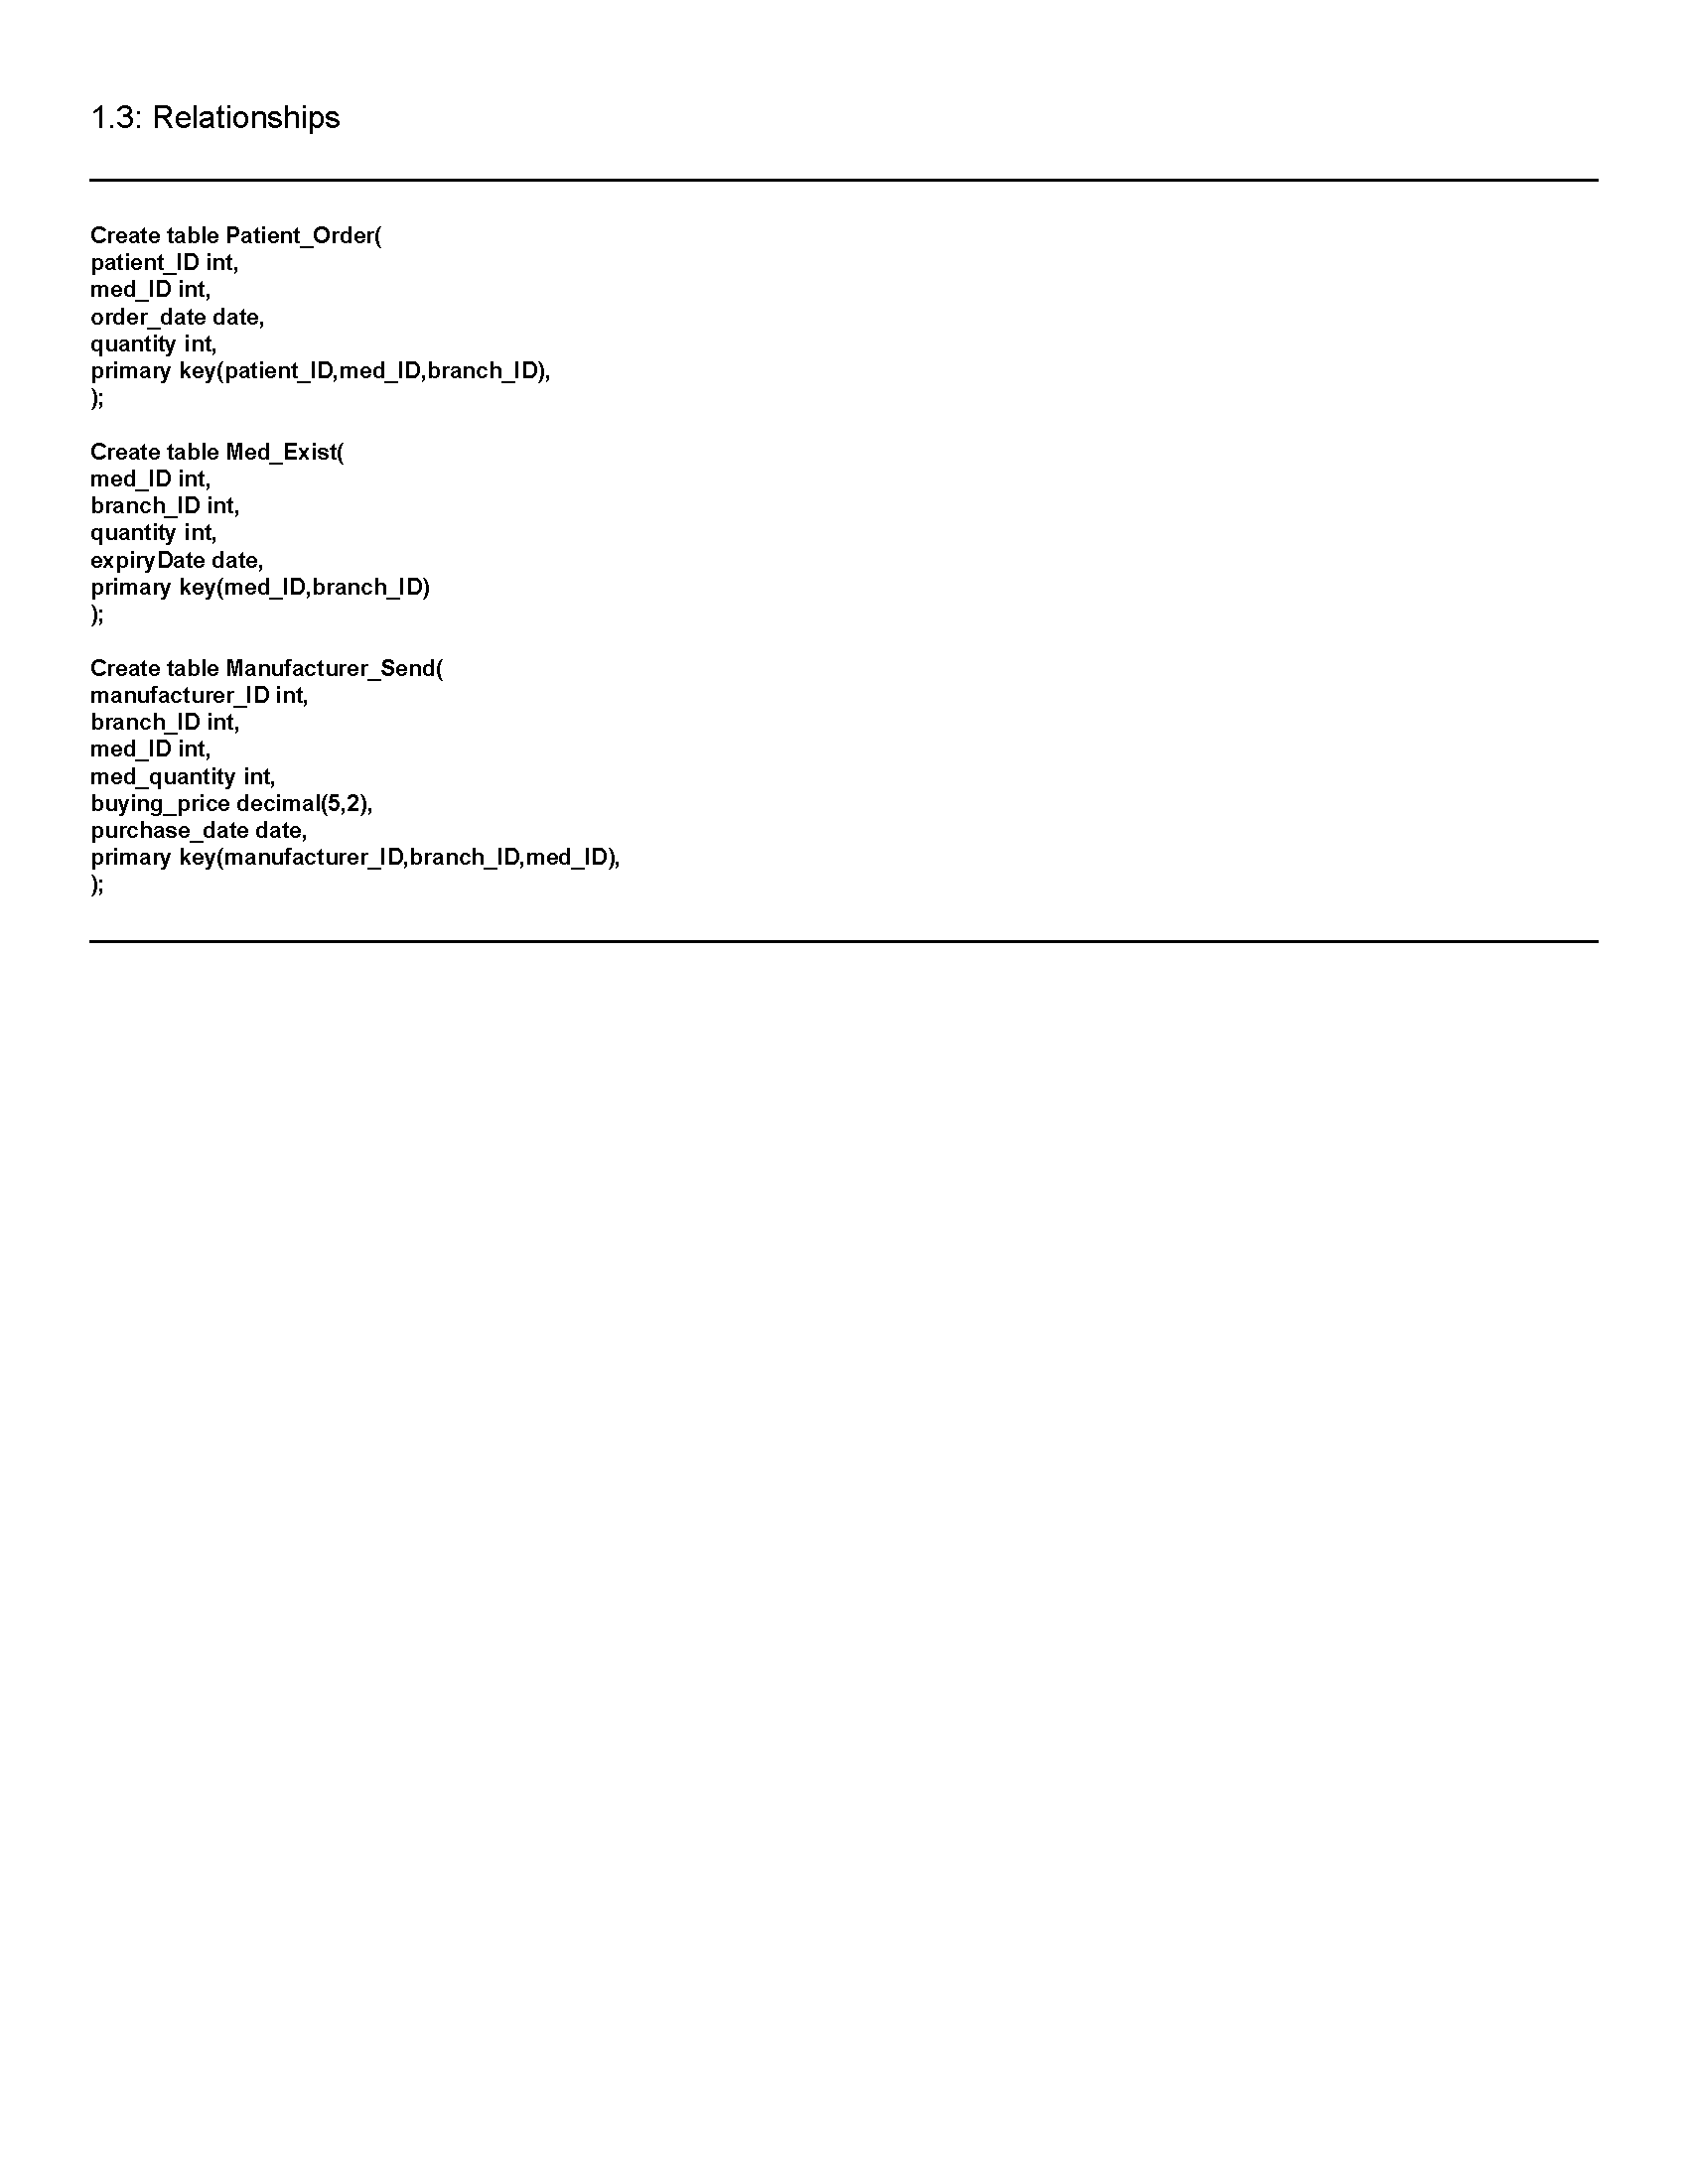 1.3: Relationships
Create table Patient_Order(
patient_ID int,
med_ID int,
order_date date,
quantity int,
primary key(patient_ID,med_ID,branch_ID),
);
Create table Med_Exist(
med_ID int,
branch_ID int,
quantity int,
expiryDate date,
primary key(med_ID,branch_ID)
);
Create table Manufacturer_Send(
manufacturer_ID int,
branch_ID int,
med_ID int,
med_quantity int,
buying_price decimal(5,2),
purchase_date date,
primary key(manufacturer_ID,branch_ID,med_ID),
);